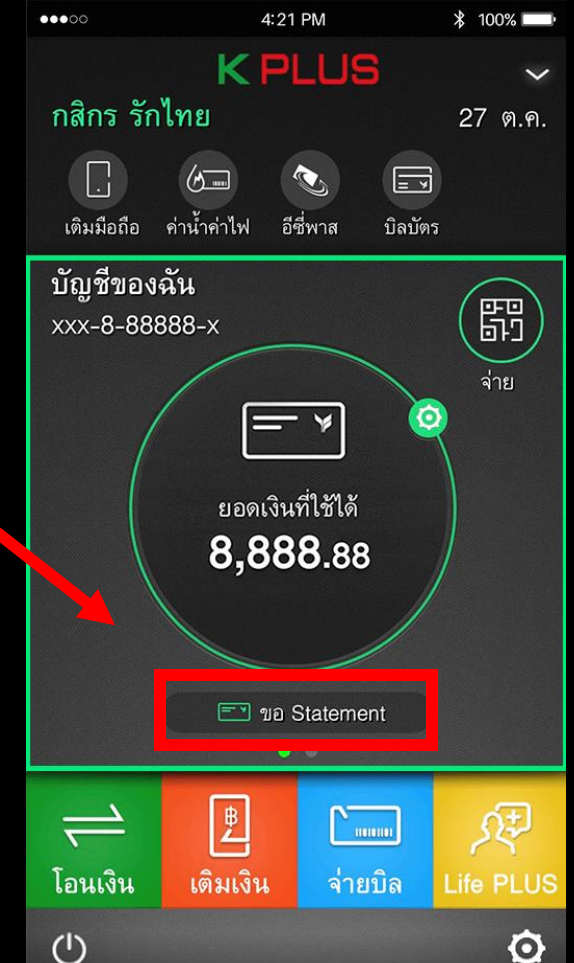 4:21 PM
100%
K PLUS
กสิกร รักไทย
27 ต.ค.
เติมมือถือ
ค่าน้ำค่าไฟ
อีซี่พาส
บิลบัตร
บัญชีของฉัน
xxx-8-88888-x
จ่าย
ยอดเงินที่ใช้ได้
8,888.88
ขอ Statement
โอนเงิน
เติมเงิน
จ่ายบิล
Life PLUS